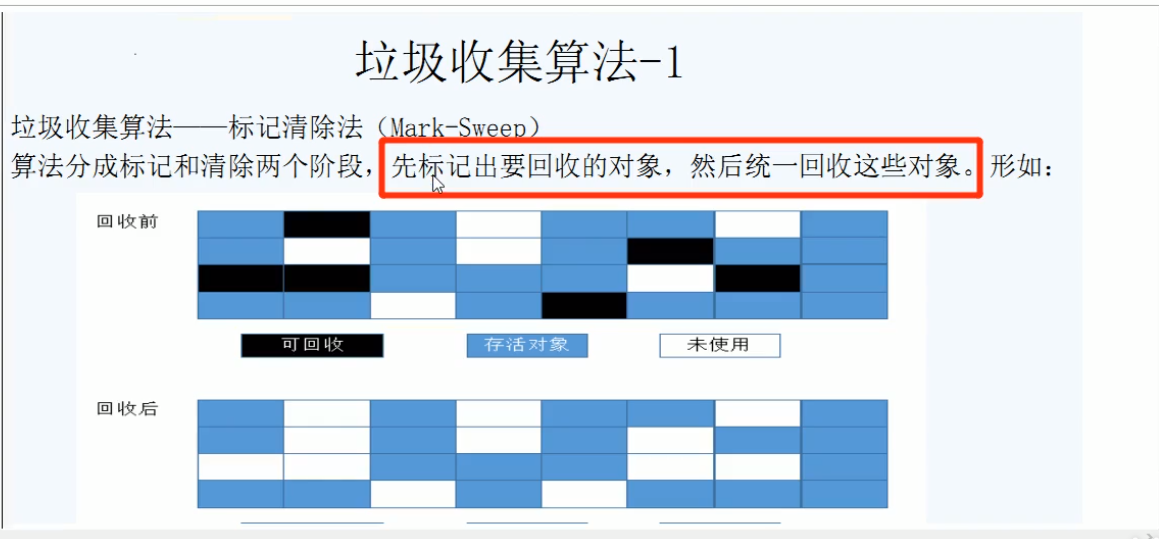 垃圾收集算法-1
垃圾收集算法——标记清除法（Mark-Sweep）
算法分成标记和清除两个阶段，先标记出要回收的对象，然后统一回收这些对象。形如：
回收前
可回收 存活对象 未使用
回收后